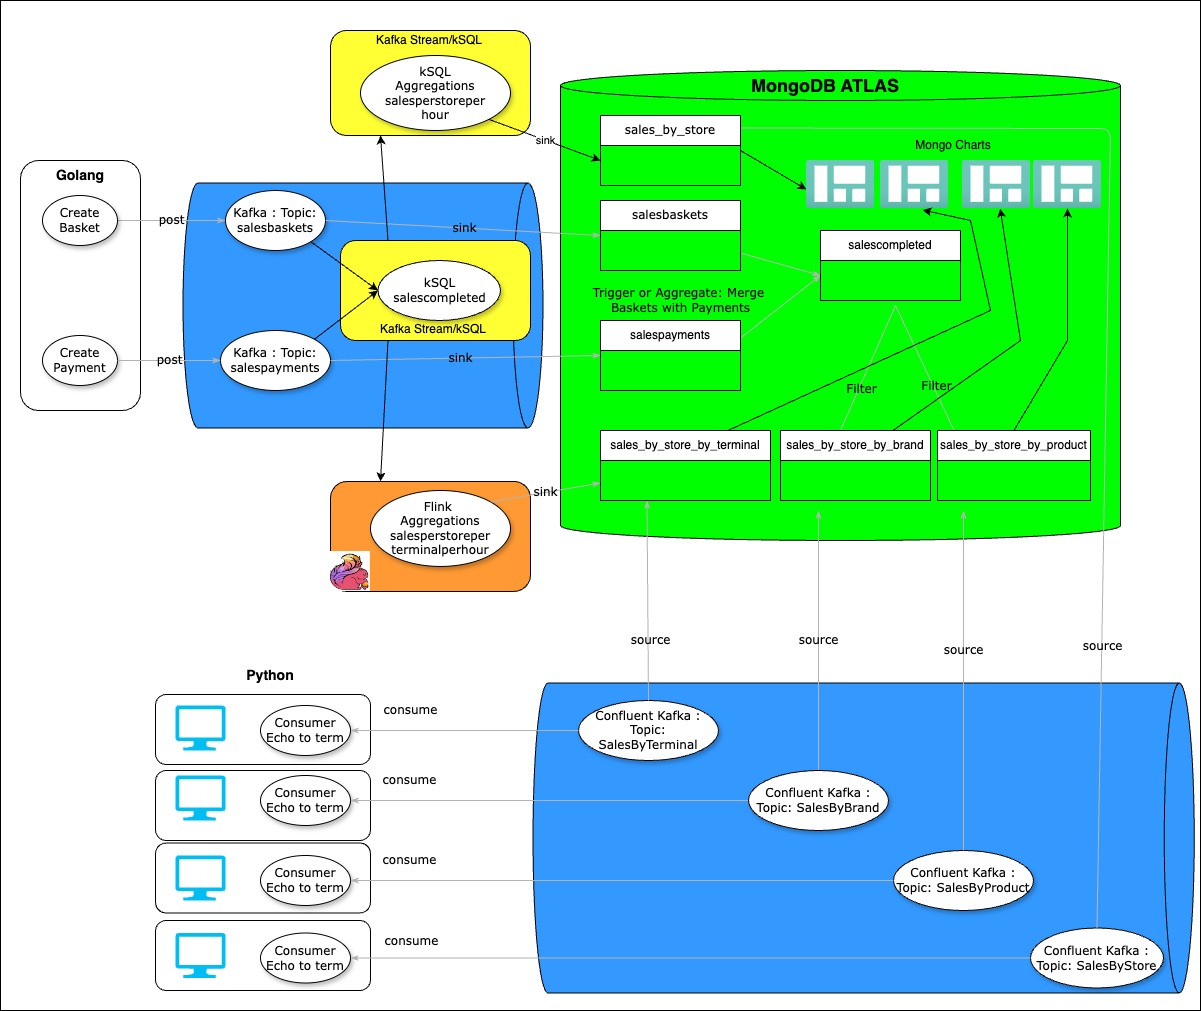 Kafka Stream/kSQL
kSQL
Aggregations
salesperstoreper
hour
sink
MongoDB ATLAS
sales_by_store
Mongo Charts
Golang
Create
Basket
post
Kafka : Topic:
salesbaskets
sink
salesbaskets
salescompleted
kSQL
salescompleted
Kafka Stream/kSQL
Trigger or Aggregate: Merge
Baskets with Payments
Create
Payment
post
Kafka : Topic:
salespayments
sink
salespayments
Filter
Filter
sales_by_store_by_terminal
sales_by_store_by_brand
sales_by_store_by_product
Flink
Aggregations
salesperstoreper
terminalperhour
sink
source
source
source
source
Python
Consumer
Echo to term
consume
Confluent Kafka :
Topic:
SalesByTerminal
Consumer
Echo to term
consume
Confluent Kafka :
Topic: SalesByBrand
Consumer
Echo to term
consume
Confluent Kafka :
Topic: SalesByProduct
Consumer
Echo to term
consume
Confluent Kafka :
Topic: SalesByStore